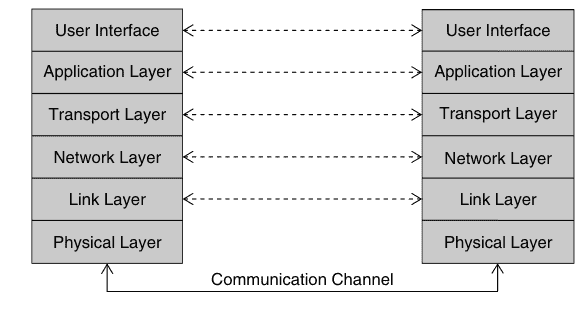 User Interface
Application Layer
Transport Layer
Network Layer
Link Layer
Physical Layer
User Interface
Application Layer
Transport Layer
Network Layer
Link Layer
Physical Layer
Communication Channel